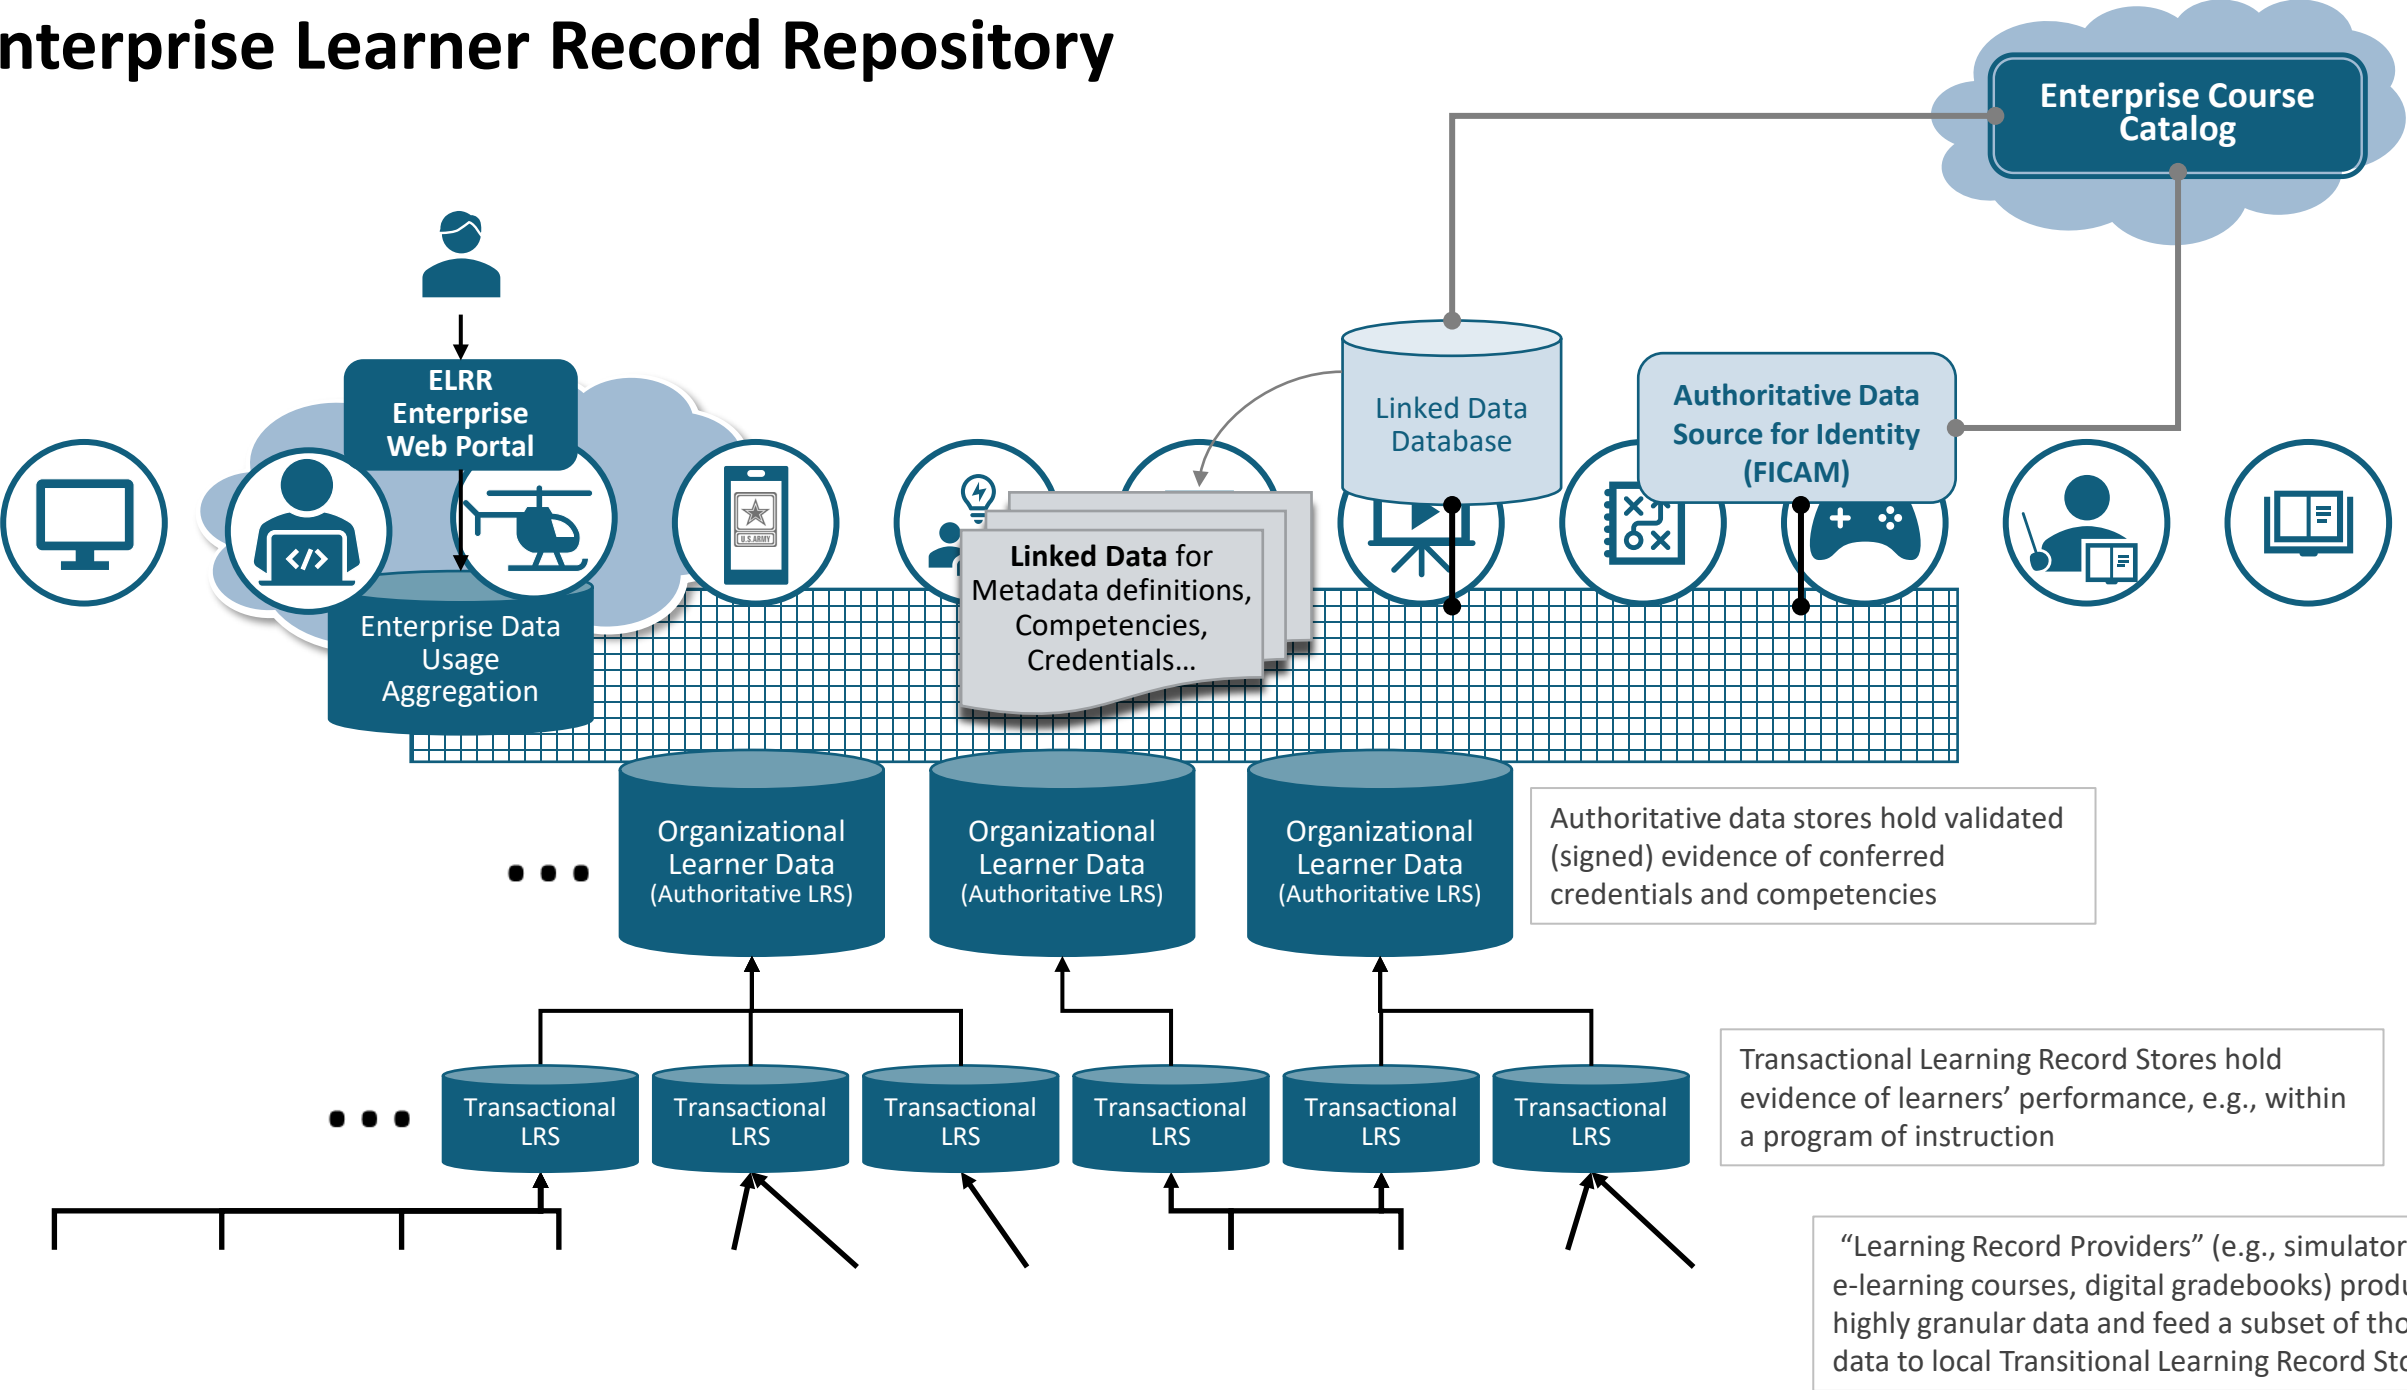 nterprise Learner Record Repository
Enterprise Course
Catalog
ELRR
Enterprise
Web Portal
Linked Data
Database
Authoritative Data
Source for Identity
(FICAM)
</>
U.S.ARMY
Linked Data for
Metadata definitions,
Competencies,
Credentials…
Enterprise Data
Usage
Aggregation
Organizational
Learner Data
(Authoritative LRS)
Organizational
Learner Data
(Authoritative LRS)
Organizational
Learner Data
(Authoritative LRS)
Authoritative data stores hold validated
(signed) evidence of conferred
credentials and competencies
Transactional
LRS
Transactional
LRS
Transactional
LRS
Transactional
LRS
Transactional
LRS
Transactional
LRS
Transactional Learning Record Stores hold
evidence of learners’ performance, e.g., within
a program of instruction
“Learning Record Providers” (e.g., simulator
e-learning courses, digital gradebooks) produ
highly granular data and feed a subset of tho
data to local Transitional Learning Record Sto